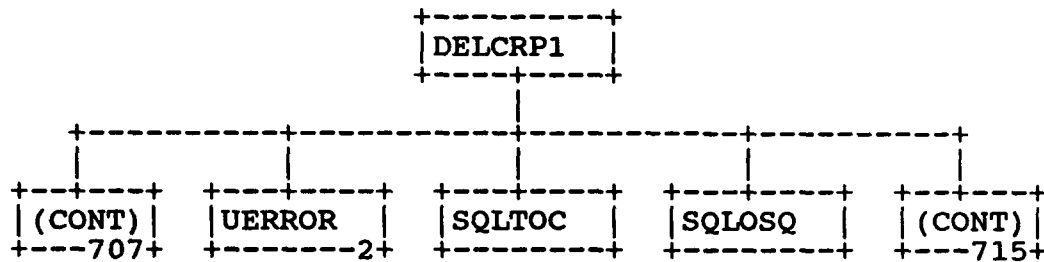 DELCRP1
(CONT) UERROR SQLTOC SQLOSQ (CONT)
707 2 715